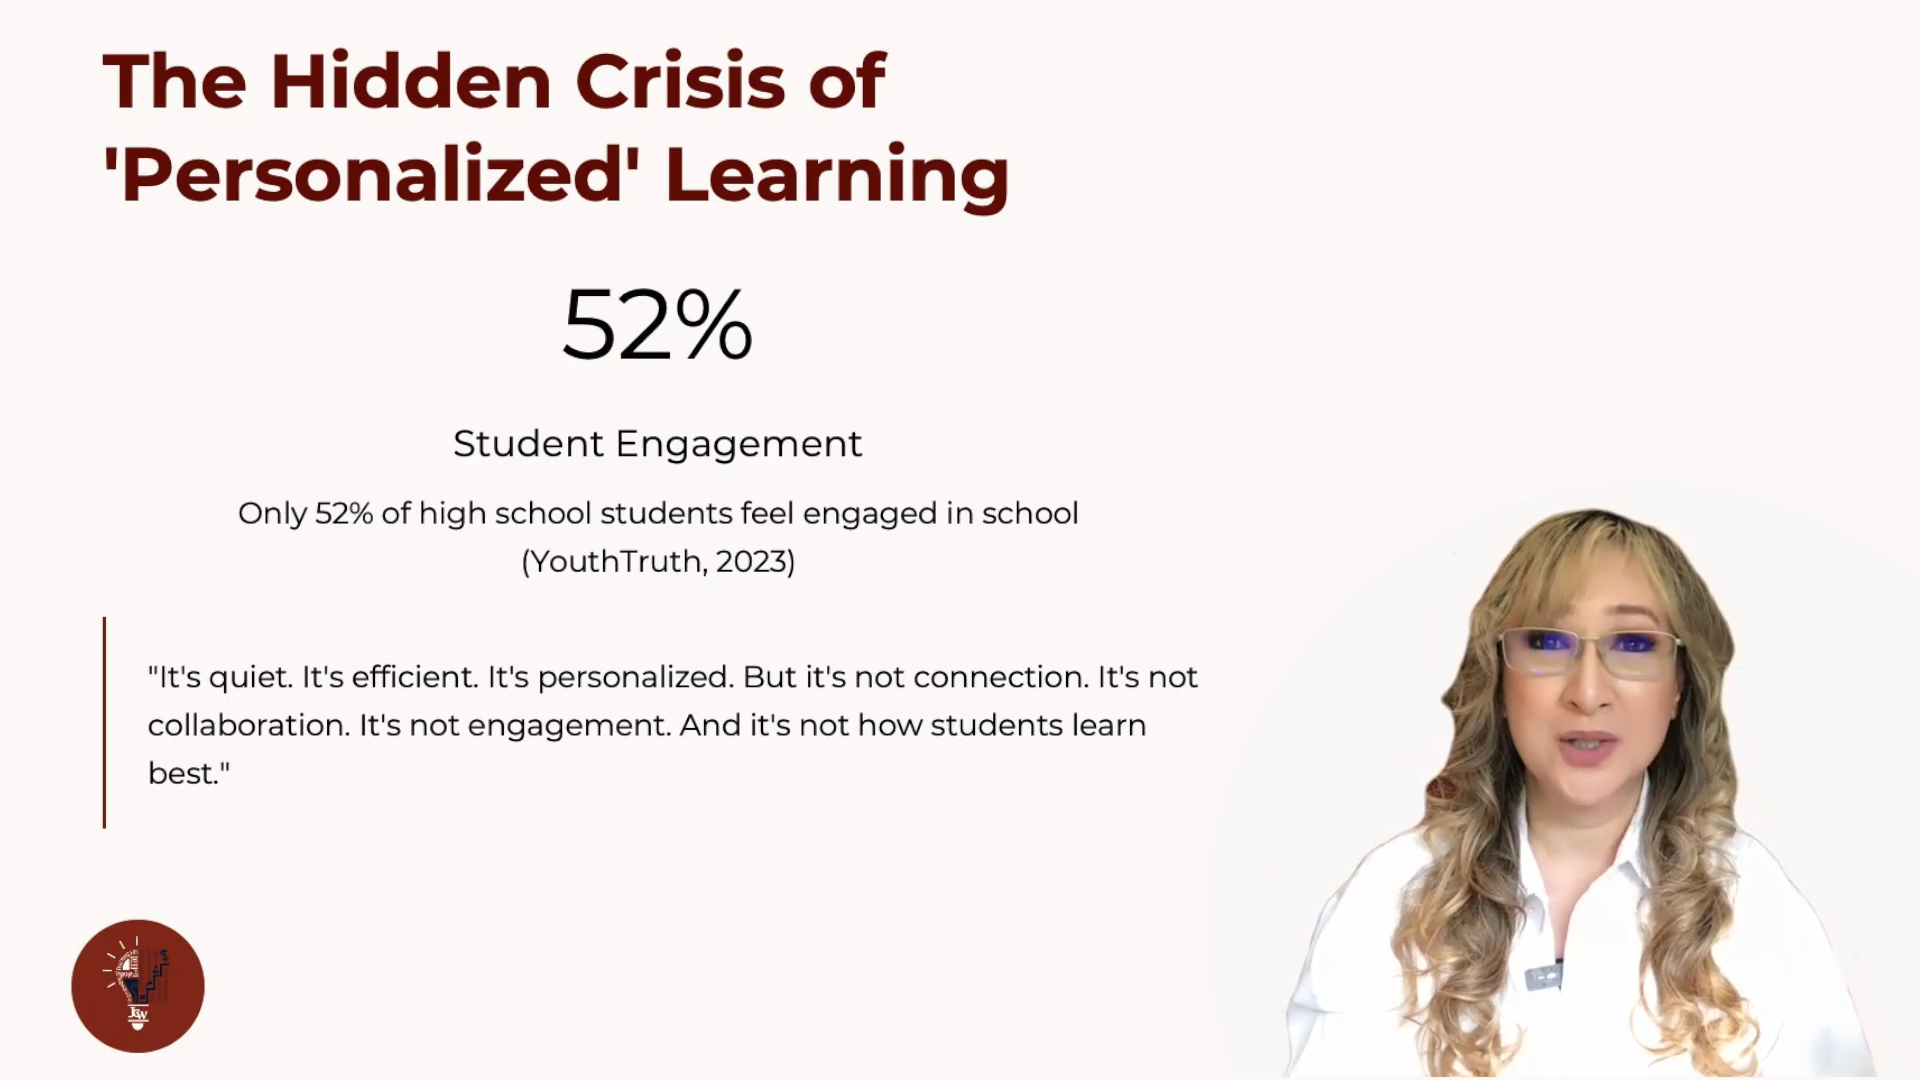 The Hidden Crisis of
'Personalized' Learning
52%
Student Engagement
Only 52% of high school students feel engaged in school
(YouthTruth, 2023)
"It's quiet. It's efficient. It's personalized. But it's not connection. It's not
collaboration. It's not engagement. And it's not how students learn
best."